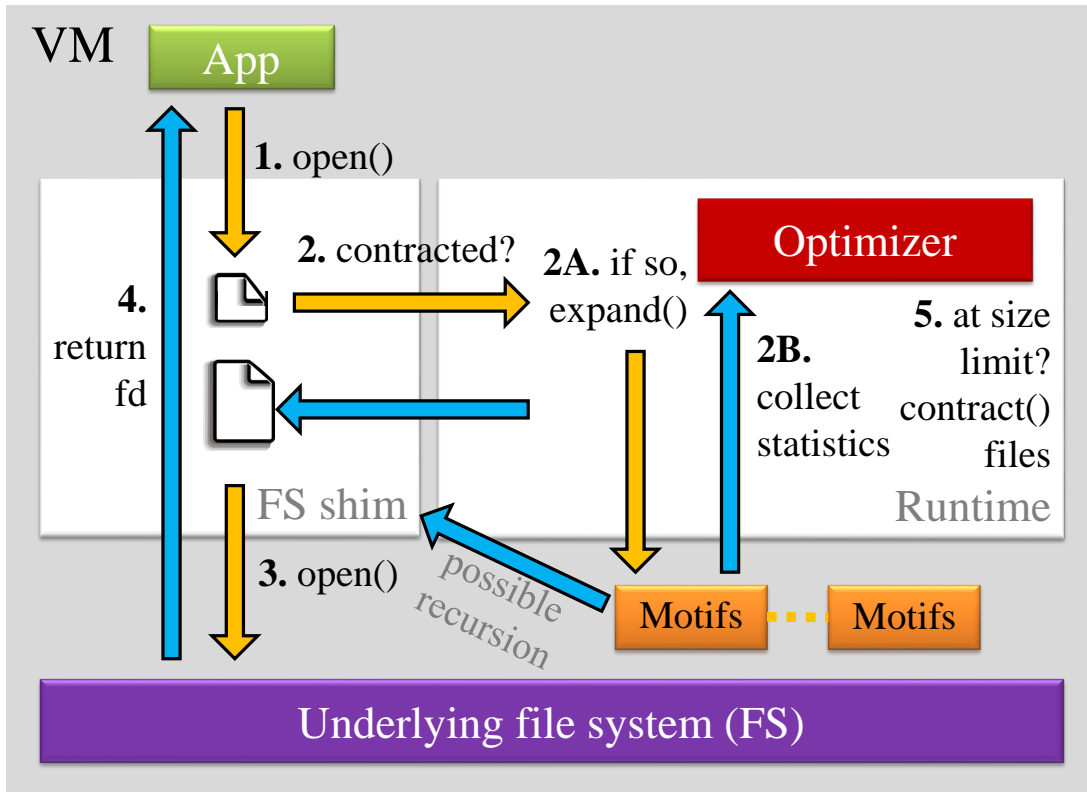 VM
App
1. open()
2. contracted?
2A. if so,
expand()
Optimizer
4.
return
fd
2B.
collect
statistics
5. at size
limit?
contract()
files
FS shim
Runtime
3. open()
possible
recursion
Motifs
Motifs
Underlying file system (FS)